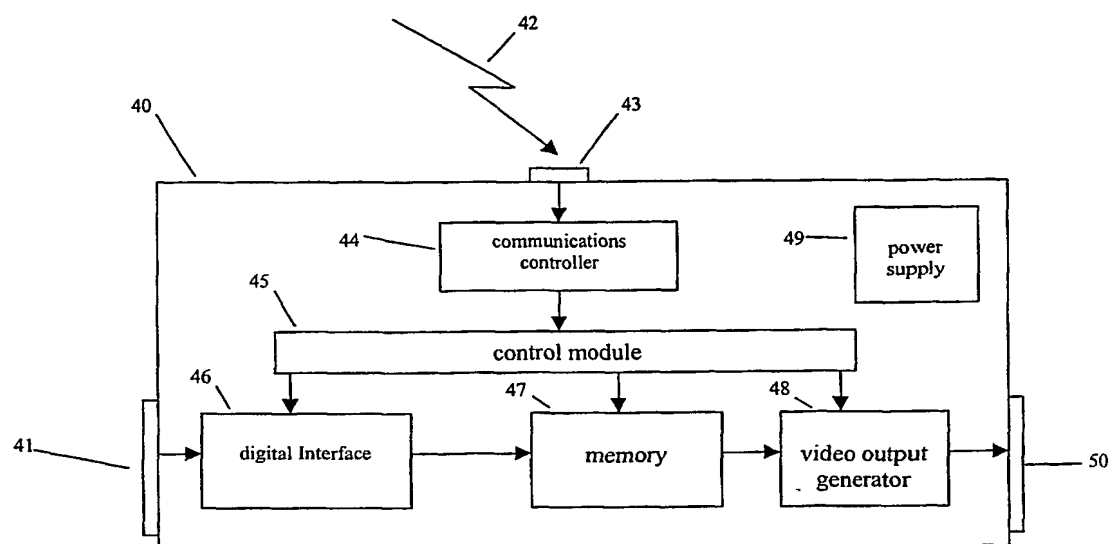 42
40
43
44
communications
controller
49
power
supply
45
control module
46
47
48
41
digital Interface
memory
video output
generator
50